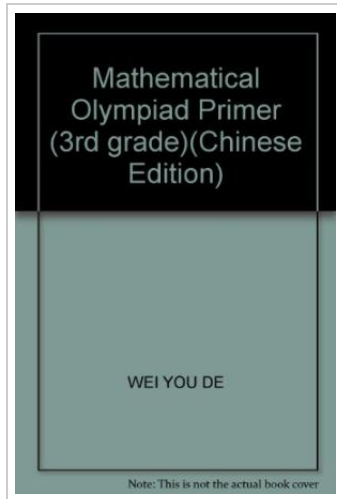 Mathematical
Olympiad Primer
(3rd grade)(Chinese
Edition)
WEI YOU DE
Note: This is not the actual book cover